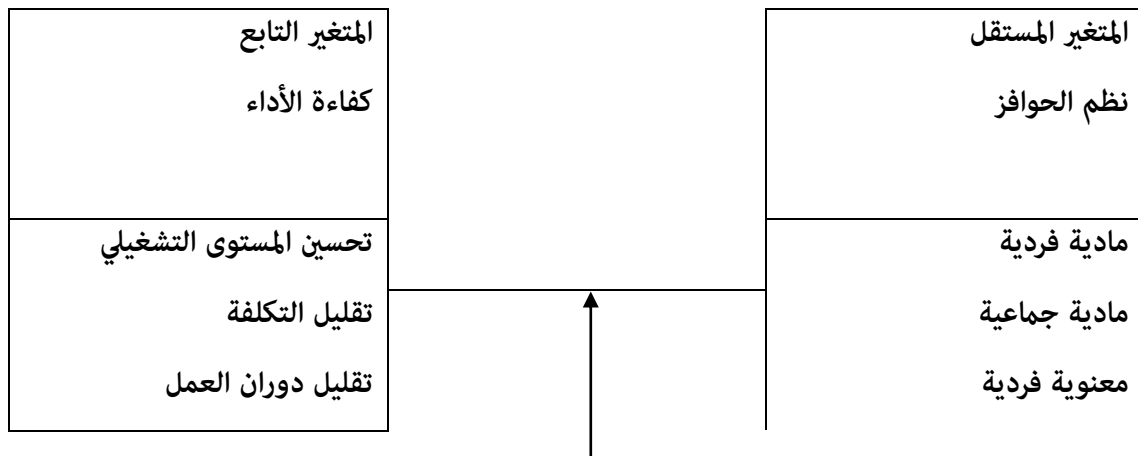 المتغير المستقل
نظم الحوافز
مادية فردية
مادية جماعية
معنوية فردية
المتغير التابع
كفاءة الأداء
تحسين المستوى التشغيلي
تقليل التكلفة
تقليل دوران العمل